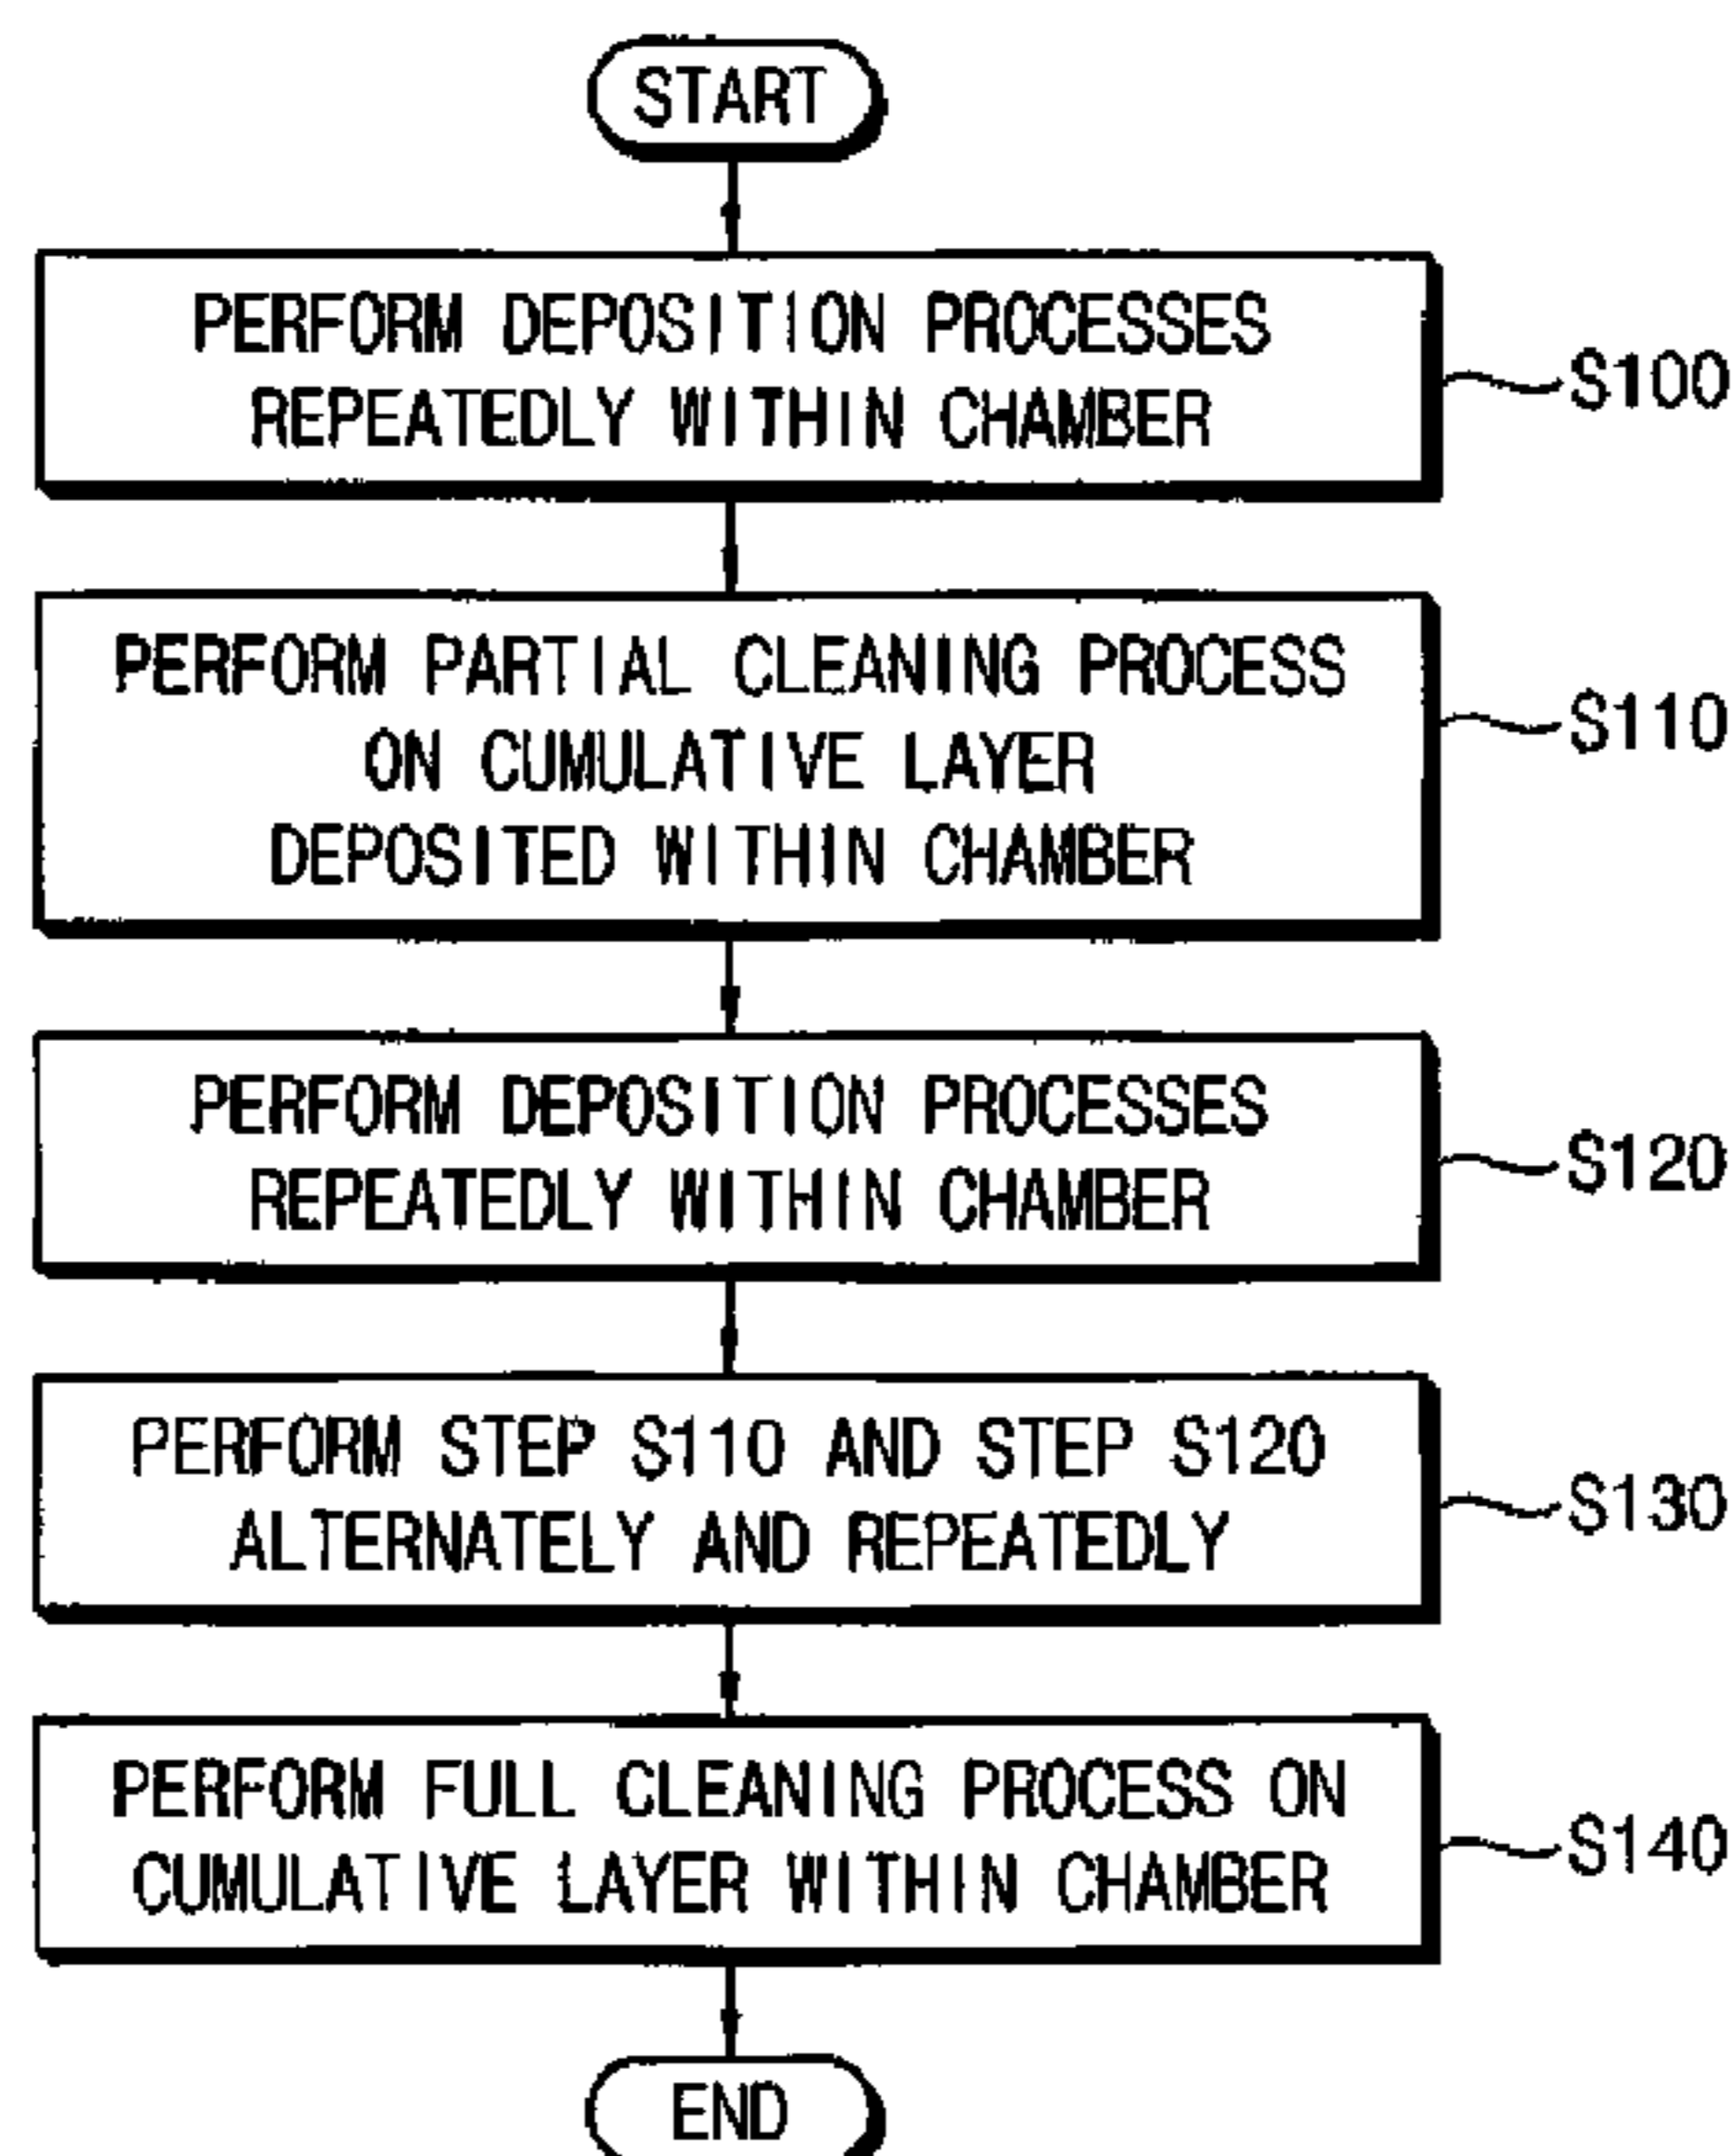 START
PERFORM DEPOSITION PROCESSES
REPEATEDLY WITHIN CHAMBER
S100
PERFORM PARTIAL CLEANING PROCESS
ON CUMULATIVE LAYER
DEPOSITED WITHIN CHAMBER
S110
PERFORM DEPOSITION PROCESSES
REPEATEDLY WITHIN CHAMBER
S120
PERFORM STEP S110 AND STEP S120
ALTERNATELY AND REPEATEDLY
S130
PERFORM FULL CLEANING PROCESS ON
CUMULATIVE LAYER WITHIN CHAMBER
S140
END